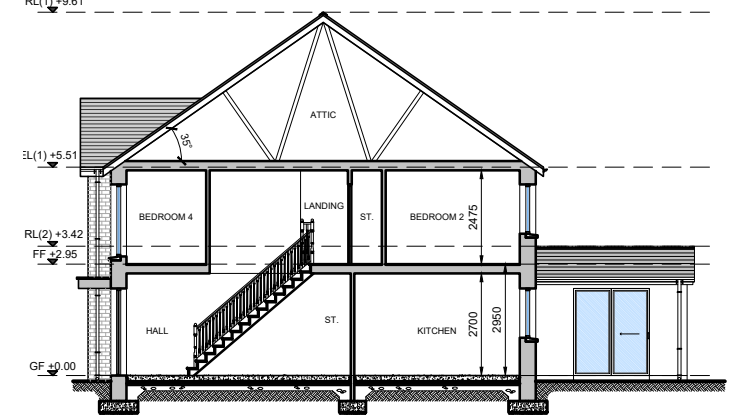 RL(1) +9.61
ATTIC
35°
EL(1) +5.51
BEDROOM 4
LANDING
ST.
BEDROOM 2
2475
RL(2) +3.42
FF +2.95
HALL
ST.
KITCHEN
2700
2950
GF +0.00